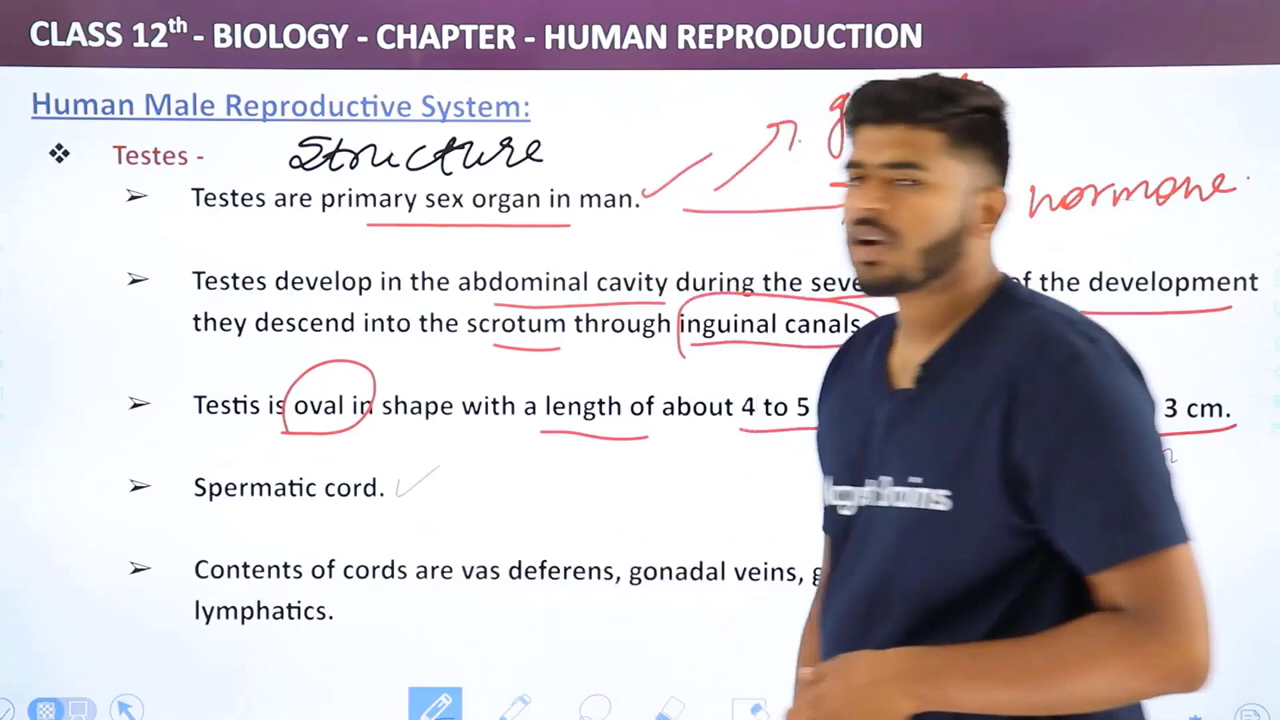 CLASS 12th - BIOLOGY - CHAPTER - HUMAN REPRODUCTION
Human Male Reproductive System:
❖ Testes - Structure
➢ Testes are primary sex organ in man.
hormone
➢ Testes develop in the abdominal cavity during the of the development
they descend into the scrotum through inguinal canals
➢ Testis is oval in shape with a length of about 4 to 5 3 cm.
➢ Spermatic cord.
➢ Contents of cords are vas deferens, gonadal veins,
lymphatics.